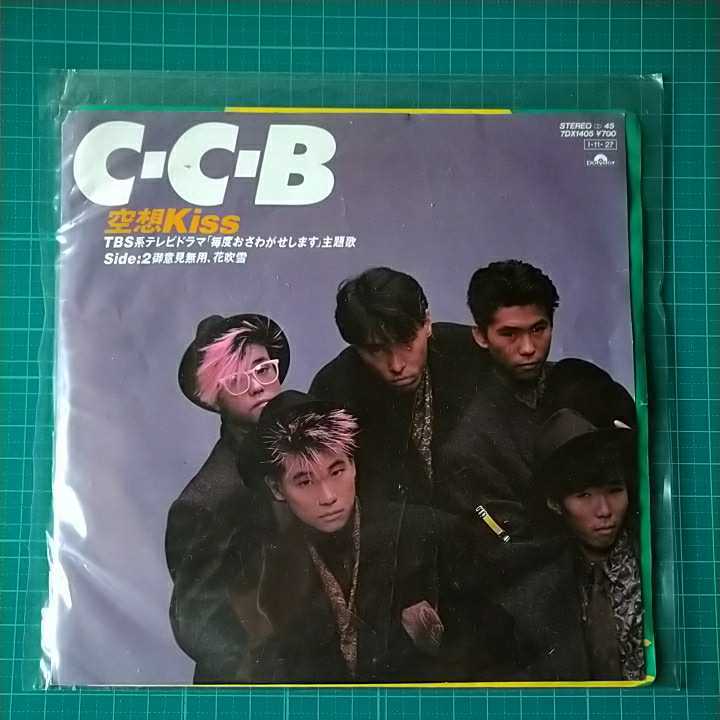 C-C-B
空想Kiss
TBS系テレビドラマ「毎度おさわがせします」主題歌
Side:2 御意見無用、花吹雪
STEREO 45
7DX1405 ¥700
1・11・27
Polydor